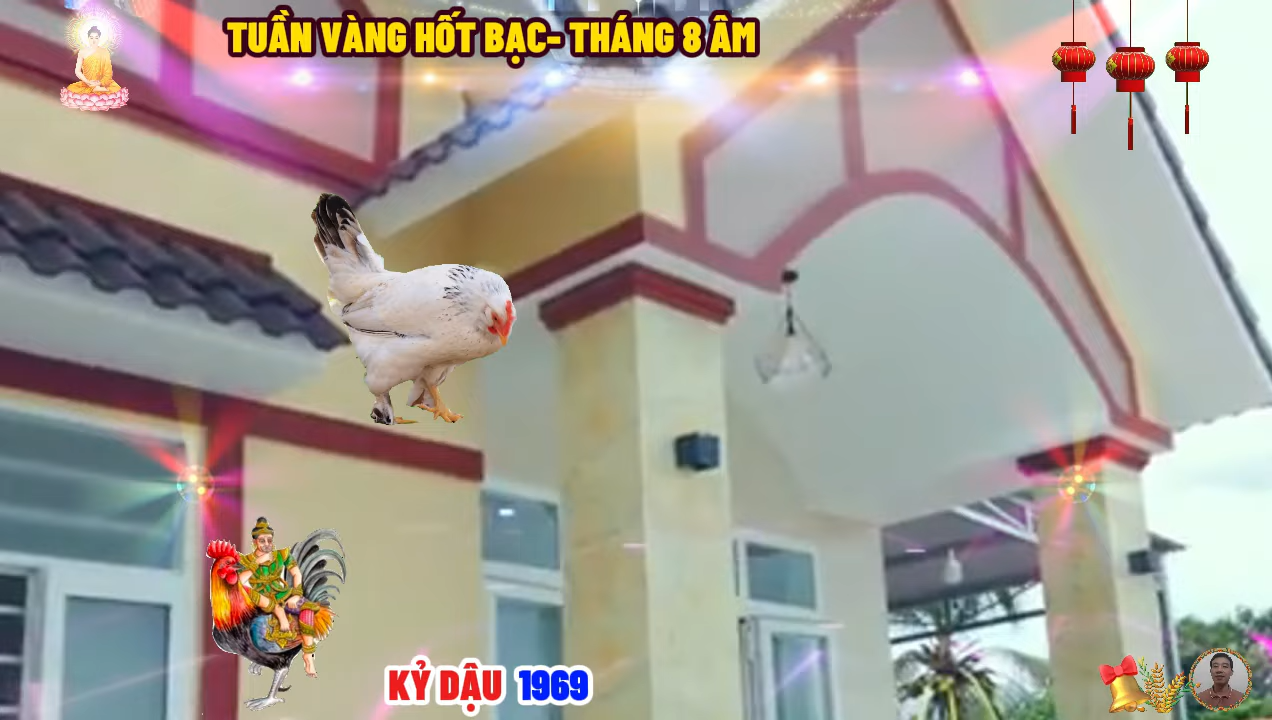 TUẦN VÀNG HỐT BẠC- THÁNG 8 ÂM
KỶ DẬU 1969